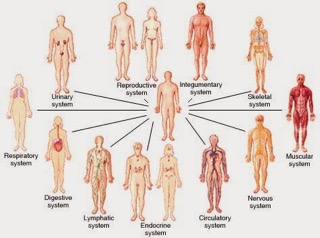 Urinary
system
Reproductive
system
Integumentary
system
Skeletal
system
Respiratory
system
Muscular
system
Digestive
system
Lymphatic
system
Endocrine
system
Circulatory
system
Nervous
system